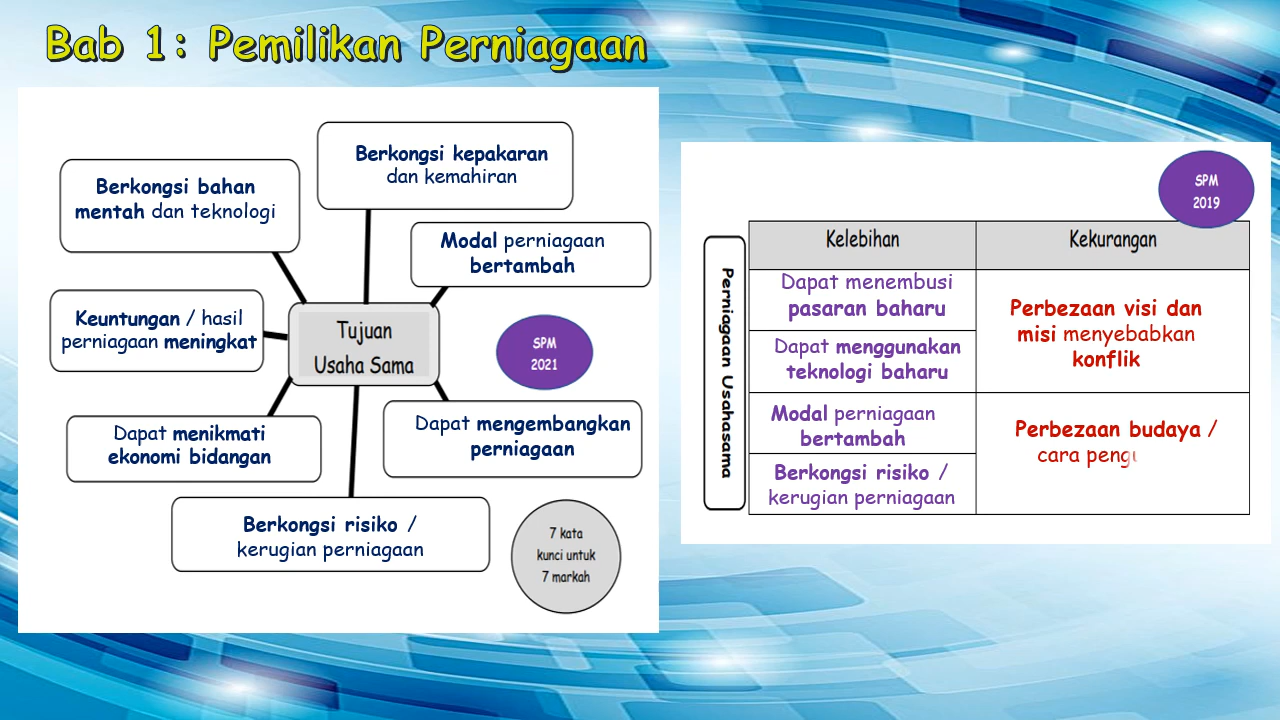 Bab 1: Pemilikan Perniagaan
Berkongsi kepakaran
dan kemahiran
Berkongsi bahan
mentah dan teknologi
Modal perniagaan
bertambah
Keuntungan / hasil
perniagaan meningkat
Tujuan
Usaha Sama
SPM
2021
Dapat menikmati
ekonomi bidangan
Dapat mengembangkan
perniagaan
Berkongsi risiko /
kerugian perniagaan
7 kata
kunci untuk
7 markah
SPM
2019
Perniagaan Usahasama
Kelebihan
Kekurangan
Dapat menembusi
pasaran baharu
Dapat menggunakan
teknologi baharu
Perbezaan visi dan
misi menyebabkan
konflik
Modal perniagaan
bertambah
Berkongsi risiko /
kerugian perniagaan
Perbezaan budaya /
cara